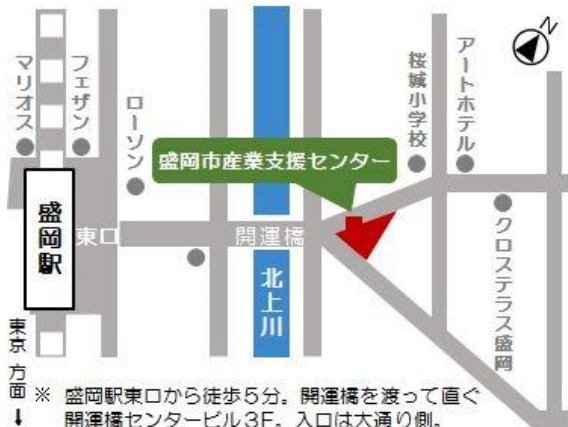 N
マリオス
フェザン
ローソン
桜城小学校
アートホテル
盛岡市産業支援センター
盛岡駅
東口
開運橋
北上川
クロステラス盛岡
東京方面
↓
※ 盛岡駅東口から徒歩5分。開運橋を渡って直ぐ
開運橋センタービル3F。入口は大通り側。